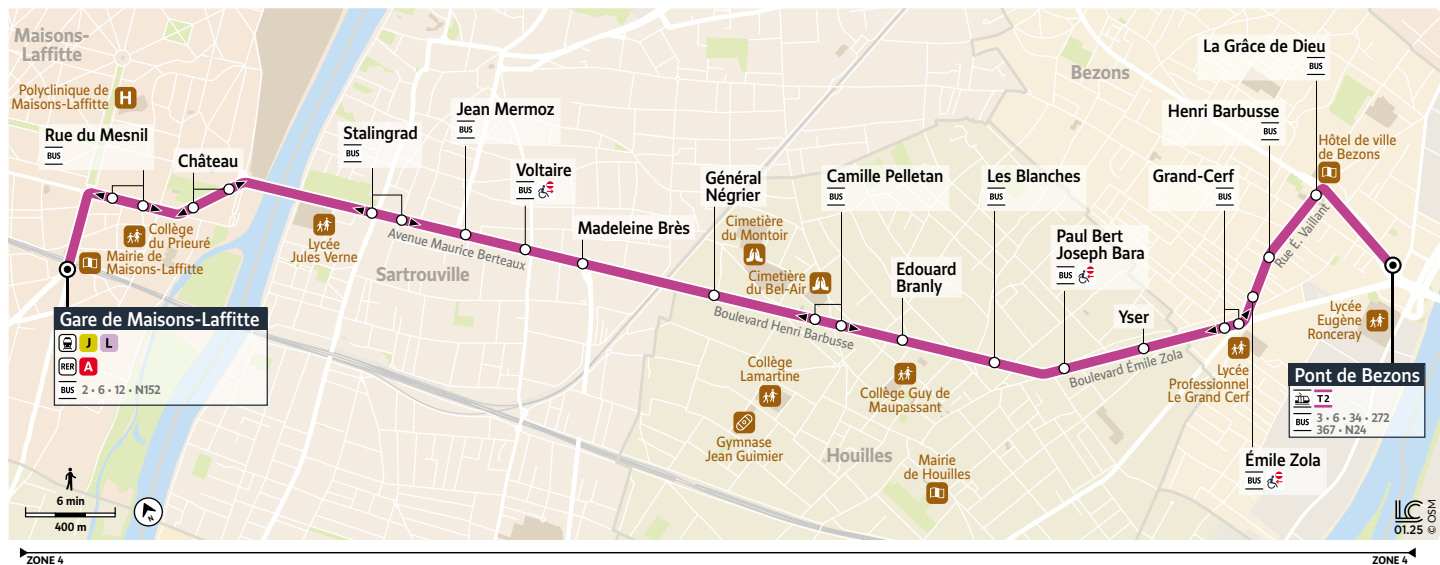 Maisons-
Laffitte
Polyclinique de
Maisons-Laffitte
H
Rue du Mesnil
BUS
Château
Collège
du Prieuré
Mairie de
Maisons-Laffitte
Gare de Maisons-Laffitte
J L
RER A
BUS 2 • 6 • 12 • N152
6 min
400 m
N
Lycée
Jules Verne
Stalingrad
BUS
Jean Mermoz
BUS
Voltaire
BUS
Madeleine Brès
Avenue Maurice Berteaux
Sartrouville
Général
Négrier
Cimetière
du Montoir
Cimetière
du Bel-Air
Camille Pelletan
BUS
Boulevard Henri Barbusse
Edouard
Branly
Les Blanches
BUS
Collège
Lamartine
Gymnase
Jean Guimier
Collège Guy de
Maupassant
Houilles
Mairie
de Houilles
Paul Bert
Joseph Bara
BUS
Yser
Boulevard Émile Zola
Bezons
La Grâce de Dieu
BUS
Henri Barbusse
BUS
Grand-Cerf
BUS
Hôtel de ville
de Bezons
Rue É. Vaillant
Lycée
Professionnel
Le Grand Cerf
Émile Zola
BUS
Lycée
Eugène
Ronceray
Pont de Bezons
T2
BUS 3 • 6 • 34 • 272
367 • N24
LC
01.25
© OSM
ZONE 4
ZONE 4